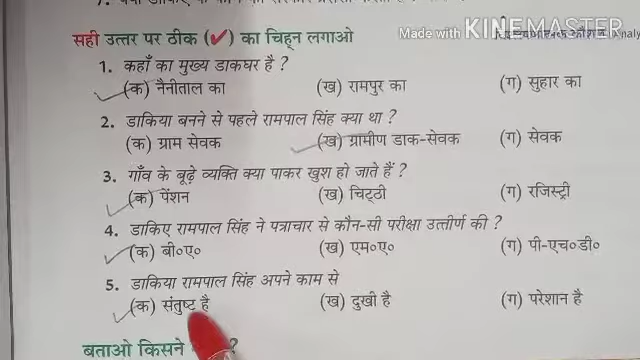 Made with KINEMASTER
सही उत्तर पर ठीक (✓) का चिह्न लगाओ
1. कहाँ का मुख्य डाकघर है ?
(क) नैनीताल का (ख) रामपुर का (ग) सुहार का
2. डाकिया बनने से पहले रामपाल सिंह क्या था ?
(क) ग्राम सेवक (ख) ग्रामीण डाक-सेवक (ग) सेवक
3. गाँव के बूढ़े व्यक्ति क्या पाकर खुश हो जाते हैं ?
(क) पेंशन (ख) चिट्ठी (ग) रजिस्ट्री
4. डाकिए रामपाल सिंह ने पत्राचार से कौन-सी परीक्षा उत्तीर्ण की ?
(क) बी०ए० (ख) एम०ए० (ग) पी-एच०डी०
5. डाकिया रामपाल सिंह अपने काम से
(क) संतुष्ट है (ख) दुखी है (ग) परेशान है
बताओ किसने ?